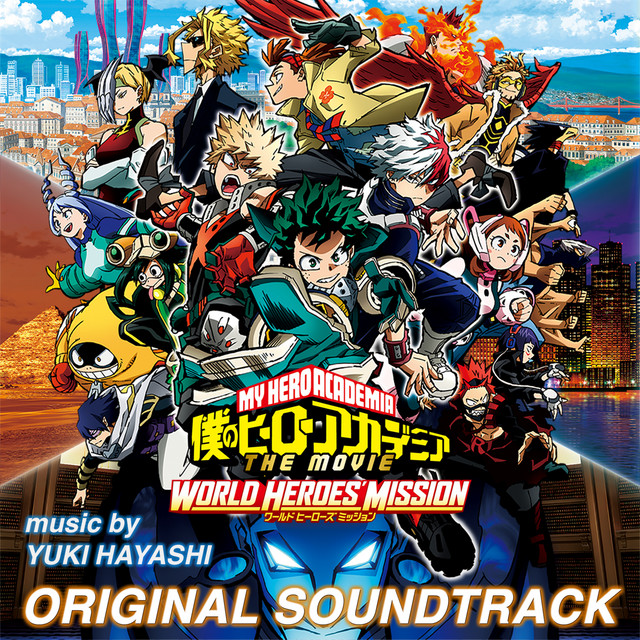 MY HERO ACADEMIA
僕のヒーローアカデミア
THE MOVIE
WORLD HEROES' MISSION
ワールド ヒーローズ ミッション
music by
YUKI HAYASHI
ORIGINAL SOUNDTRACK